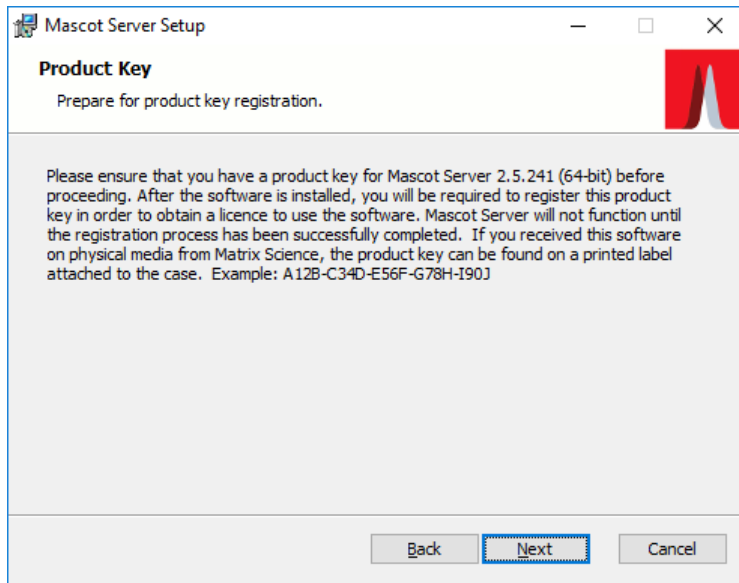 Mascot Server Setup
Product Key
Prepare for product key registration.
Please ensure that you have a product key for Mascot Server 2.5.241 (64-bit) before
proceeding. After the software is installed, you will be required to register this product
key in order to obtain a licence to use the software. Mascot Server will not function until
the registration process has been successfully completed.  If you received this software
on physical media from Matrix Science, the product key can be found on a printed label
attached to the case.  Example: A12B-C34D-E56F-G78H-I90J
Back
Next
Cancel